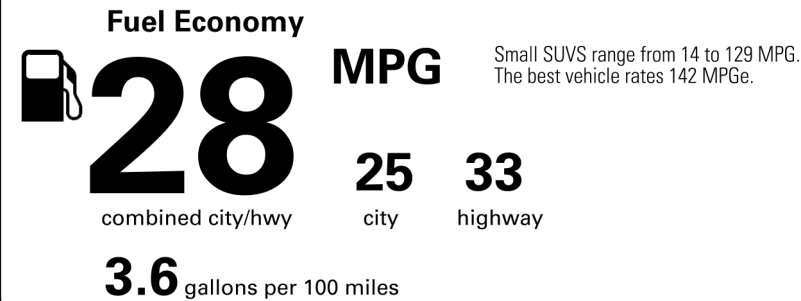 Fuel Economy
28 MPG
Small SUVS range from 14 to 129 MPG.
The best vehicle rates 142 MPGe.
25 33
combined city/hwy city highway
3.6 gallons per 100 miles